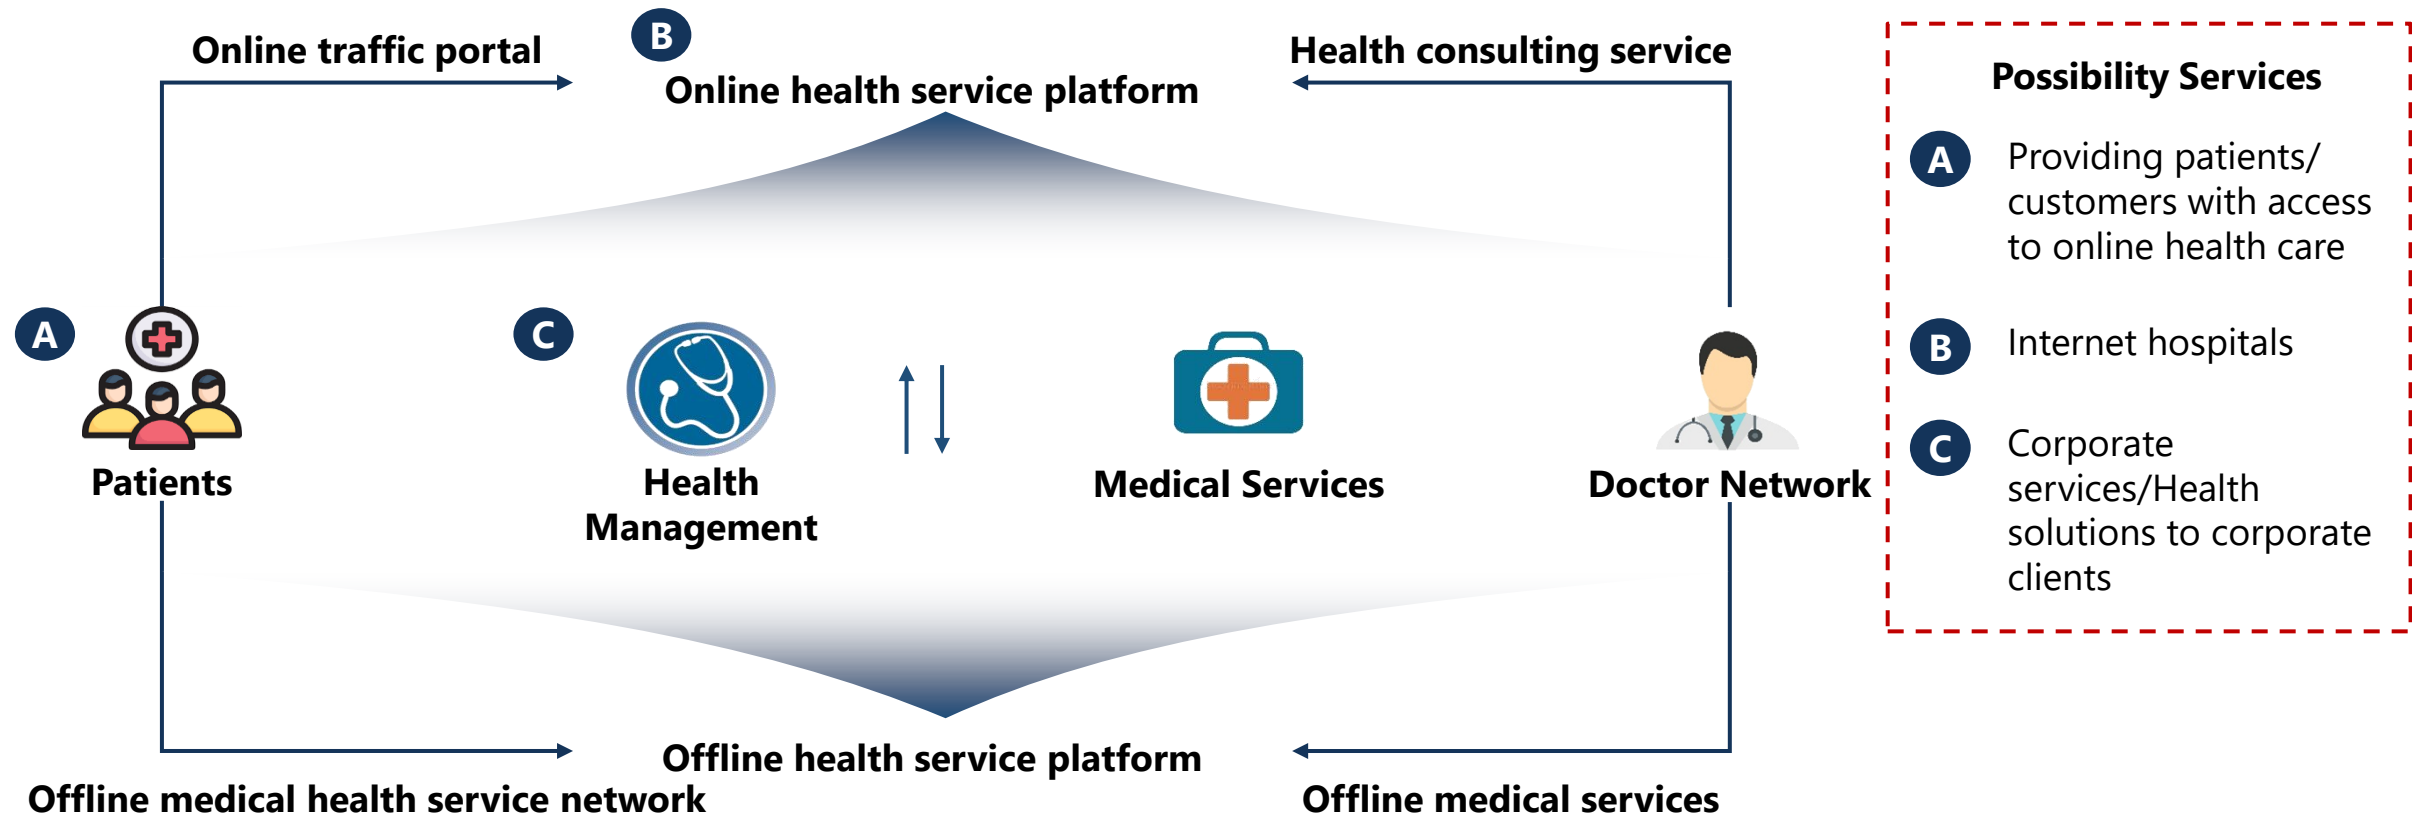 Online traffic portal
B
Online health service platform
Health consulting service
A
Patients
C
Health
Management
Medical Services
Doctor Network
Offline health service platform
Offline medical health service network
Offline medical services
Possibility Services
A
Providing patients/
customers with access
to online health care
B
Internet hospitals
C
Corporate
services/Health
solutions to corporate
clients